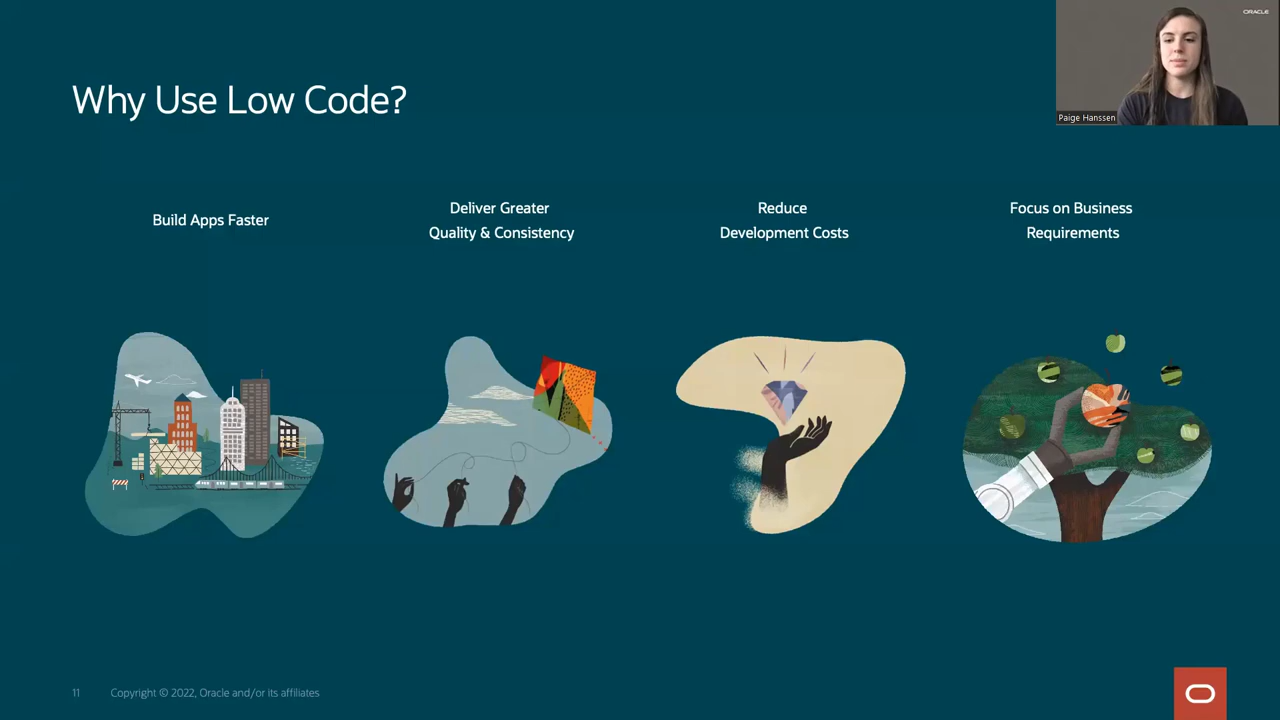 ORACLE
Paige Hanssen
Why Use Low Code?
Build Apps Faster
Deliver Greater
Quality & Consistency
Reduce
Development Costs
Focus on Business
Requirements
11
Copyright © 2022, Oracle and/or its affiliates